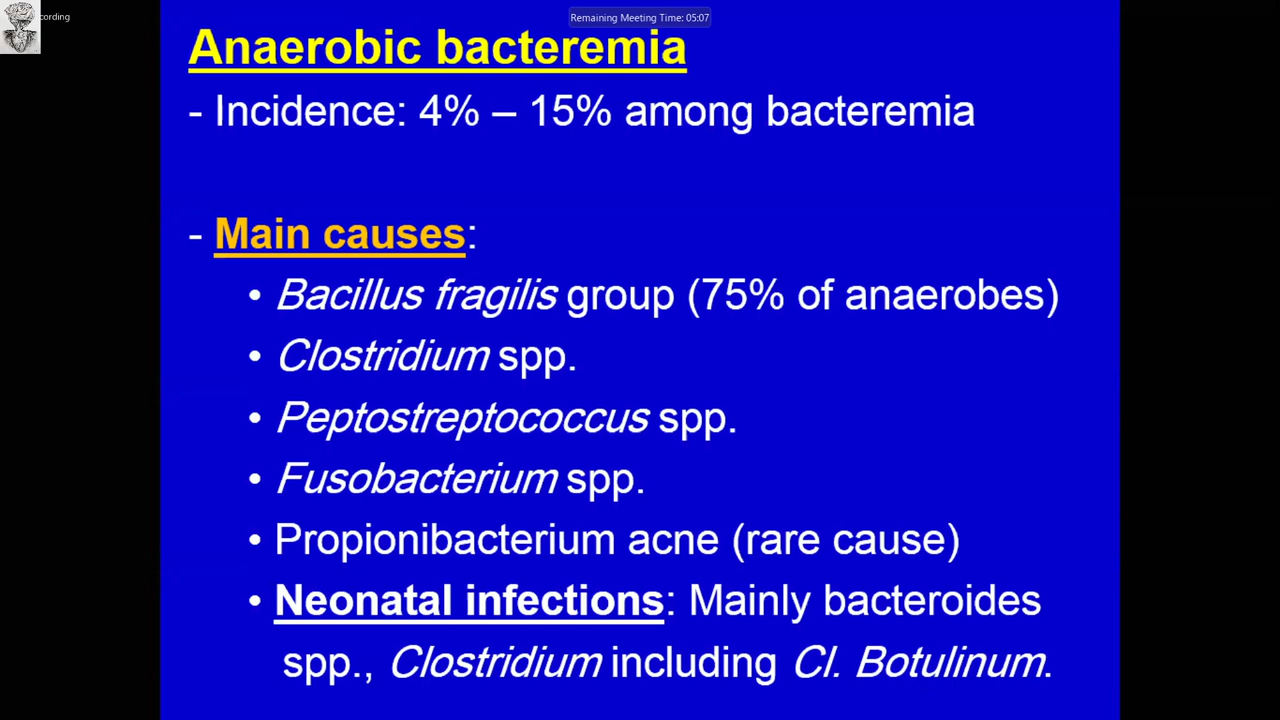 cording
Remaining Meeting Time: 05:07
Anaerobic bacteremia
- Incidence: 4% – 15% among bacteremia
- Main causes:
• Bacillus fragilis group (75% of anaerobes)
• Clostridium spp.
• Peptostreptococcus spp.
• Fusobacterium spp.
• Propionibacterium acne (rare cause)
• Neonatal infections: Mainly bacteroides
spp., Clostridium including Cl. Botulinum.